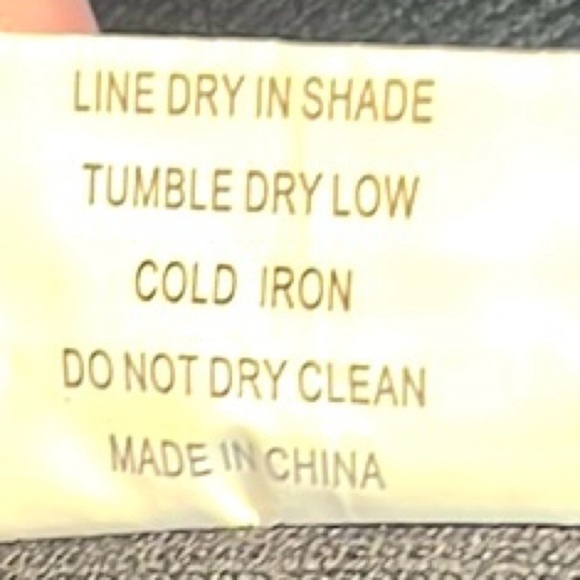 LINE DRY IN SHADE
TUMBLE DRY LOW
COLD IRON
DO NOT DRY CLEAN
MADE IN CHINA